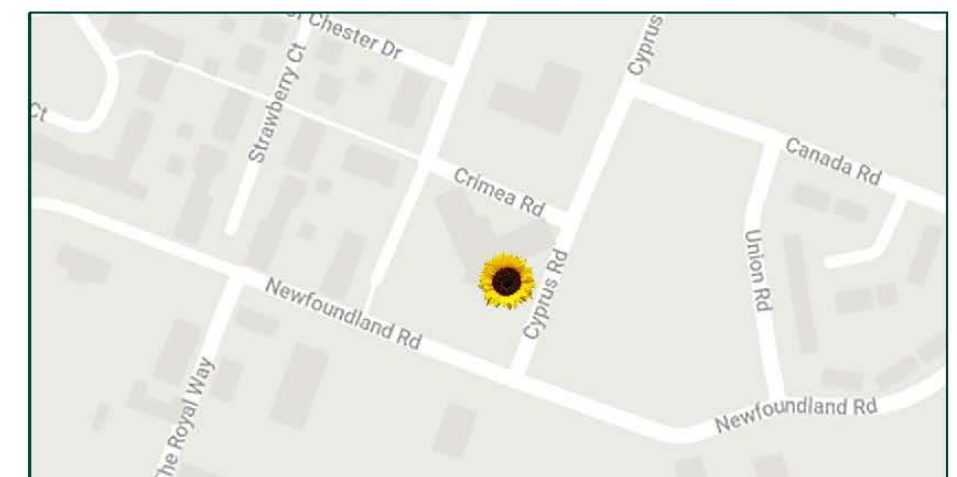 Chester Dr
Cyprus
Strawberry Ct
Ct
Canada Rd
Crimea Rd
Union Rd
Cyprus Rd
Newfoundland Rd
The Royal Way
Newfoundland Rd